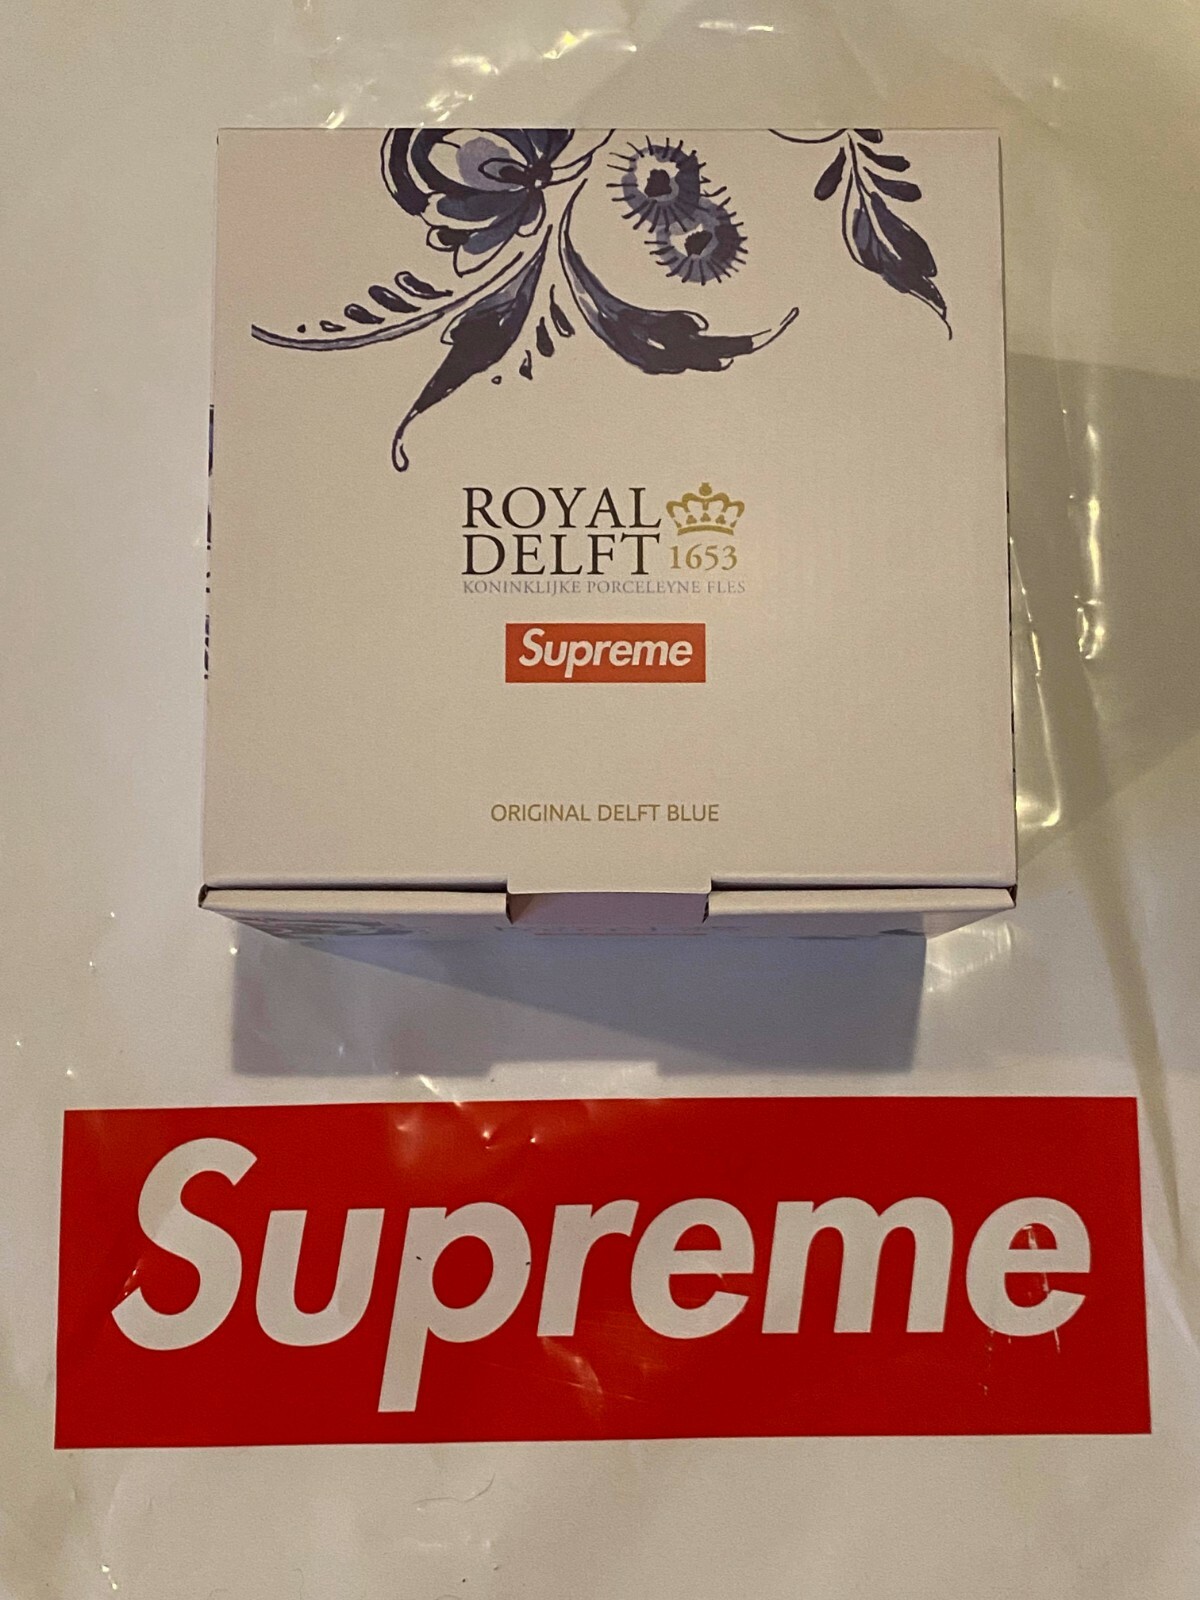 ROYAL
DELFT 1653
KONINKLIJKE PORCELEYNE FLES
Supreme
ORIGINAL DELFT BLUE
Supreme